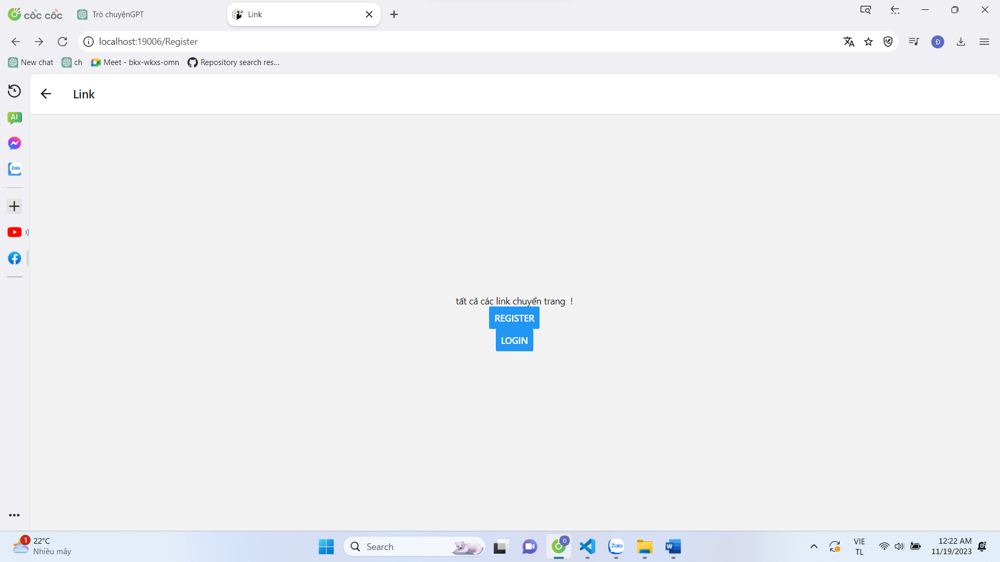 cốc cốc
Trò chuyệnGPT
Link
localhost:19006/Register
Đ
New chat
ch
Meet - bkx-wkxs-omn
Repository search res...
Link
AI
Zalo
tất cả các link chuyển trang  !
REGISTER
LOGIN
1
22°C
Nhiều mây
Search
Đ
Zalo
W
VIE
TL
12:22 AM
11/19/2023